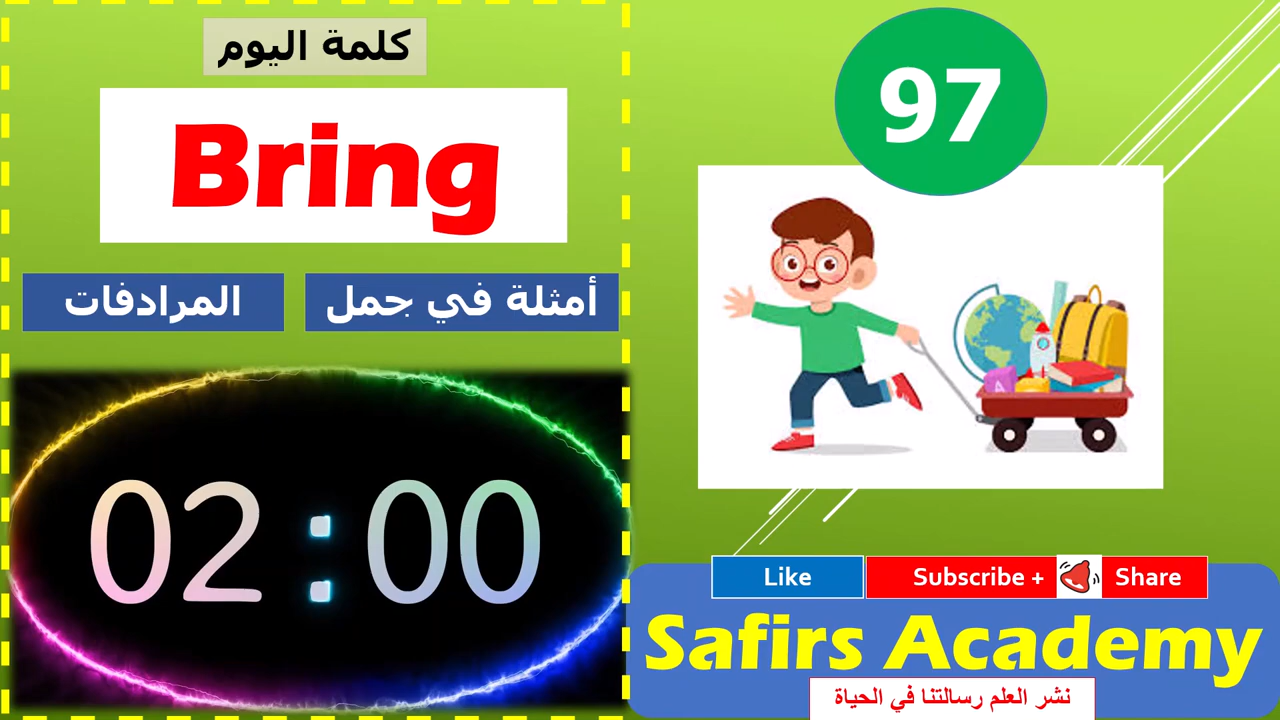 كلمة اليوم
Bring
أمثلة في جمل
المرادفات
02:00
97
Like
Subscribe +
Share
Safirs Academy
نشر العلم رسالتنا في الحياة